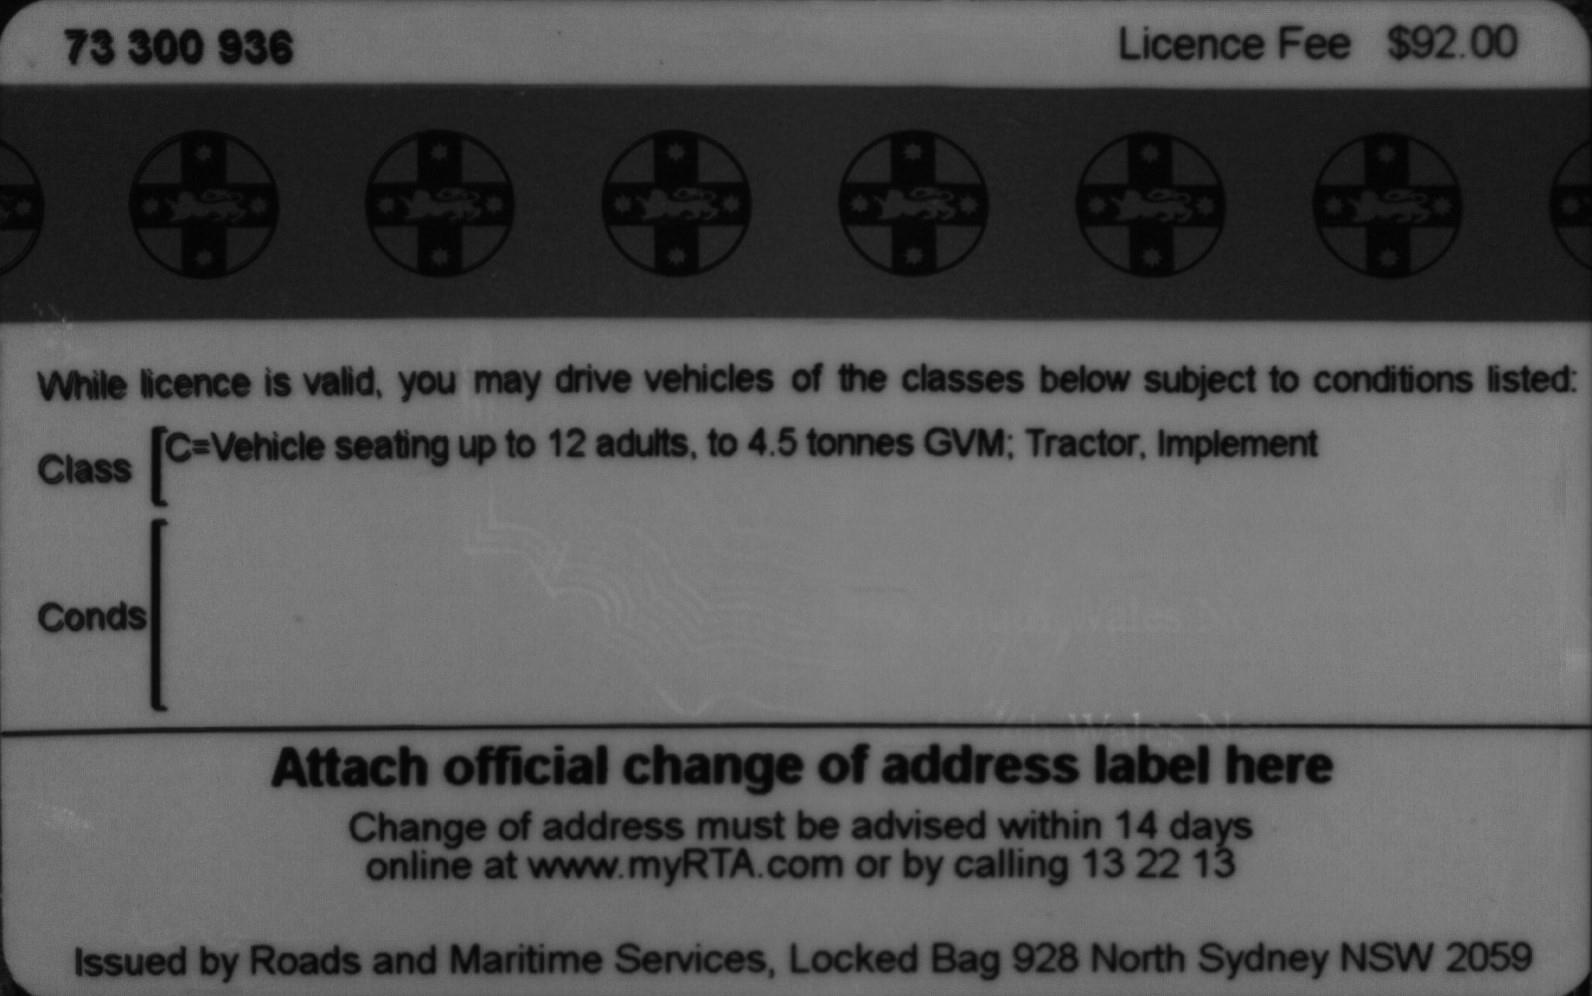 73 300 936
Licence Fee $92.00
While licence is valid, you may drive vehicles of the classes below subject to conditions listed:
Class
C=Vehicle seating up to 12 adults, to 4.5 tonnes GVM; Tractor, Implement
Conds
Attach official change of address label here
Change of address must be advised within 14 days
online at www.myRTA.com or by calling 13 22 13
Issued by Roads and Maritime Services, Locked Bag 928 North Sydney NSW 2059